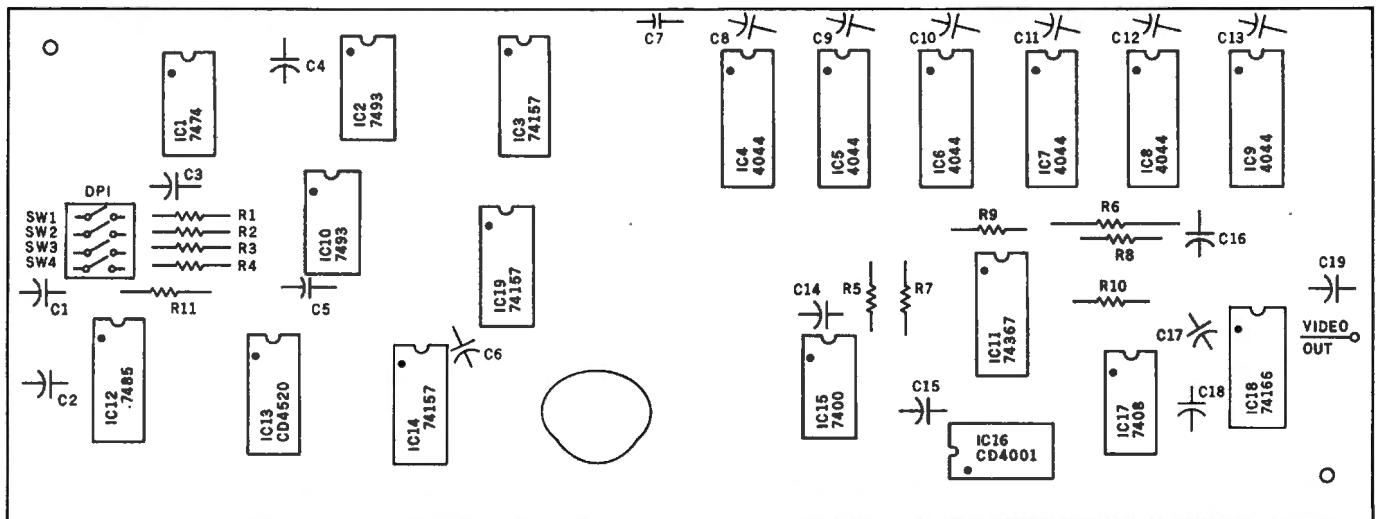 C7
C8
C9
C10
C11
C12
C13
C4
IC1
7474
IC2
7493
IC3
74157
IC4
4044
IC5
4044
IC6
4044
IC7
4044
IC8
4044
IC9
4044
C3
DP1
SW1
SW2
SW3
SW4
R1
R2
R3
R4
IC10
7493
IC19
74157
R9
R6
R8
C16
C1
R11
C5
C14
R5
R7
IC11
74367
R10
C19
C17
VIDEO
OUT
C2
IC12
7485
IC13
CD4520
IC14
74157
C6
IC15
7400
C15
IC16
CD4001
IC17
7408
C18
IC18
74166